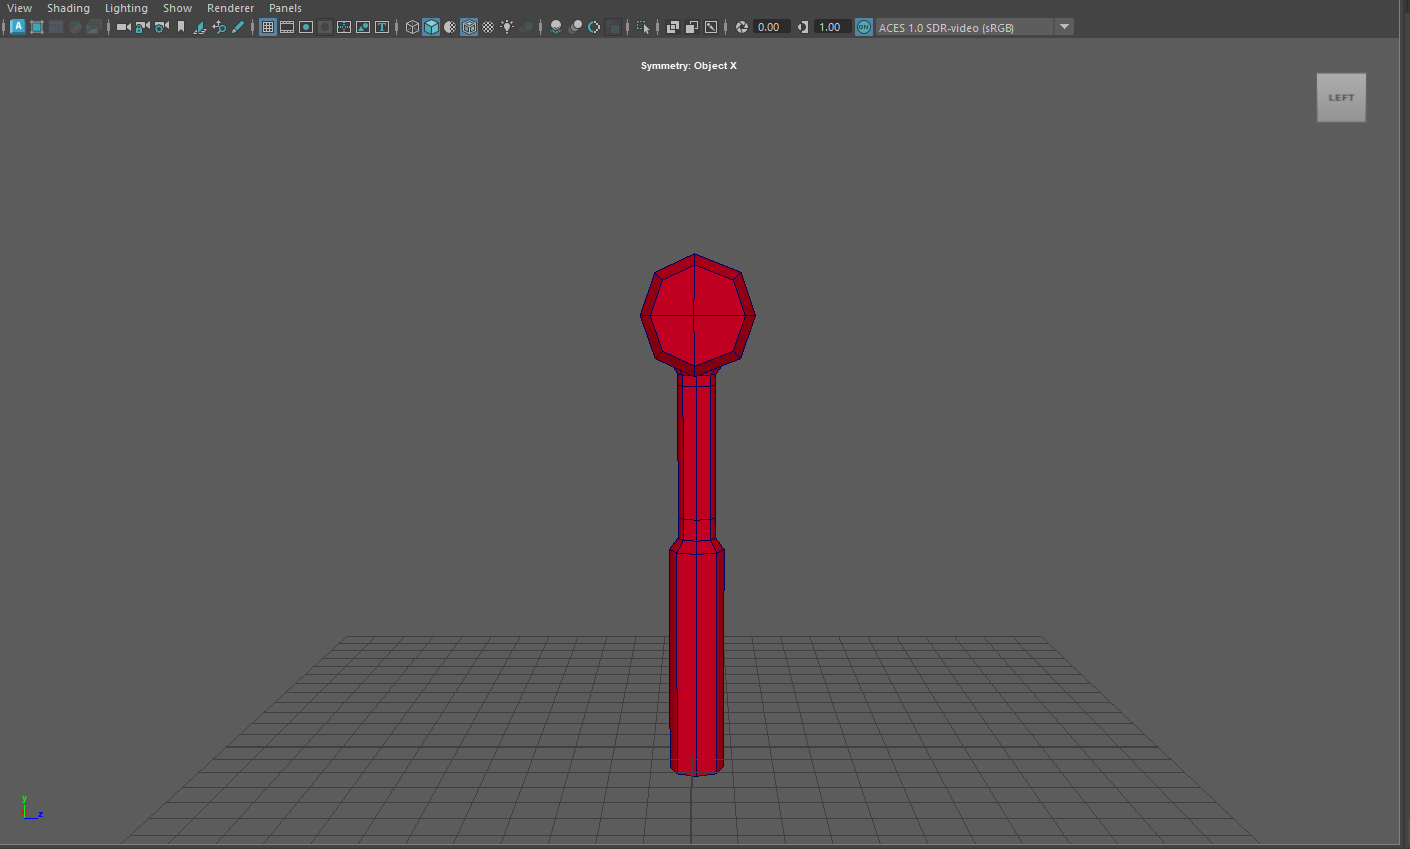 View Shading Lighting Show Renderer Panels
A T 0.00 1.00 ON ACES 1.0 SDR-video (sRGB)
Symmetry: Object X
LEFT
y
z